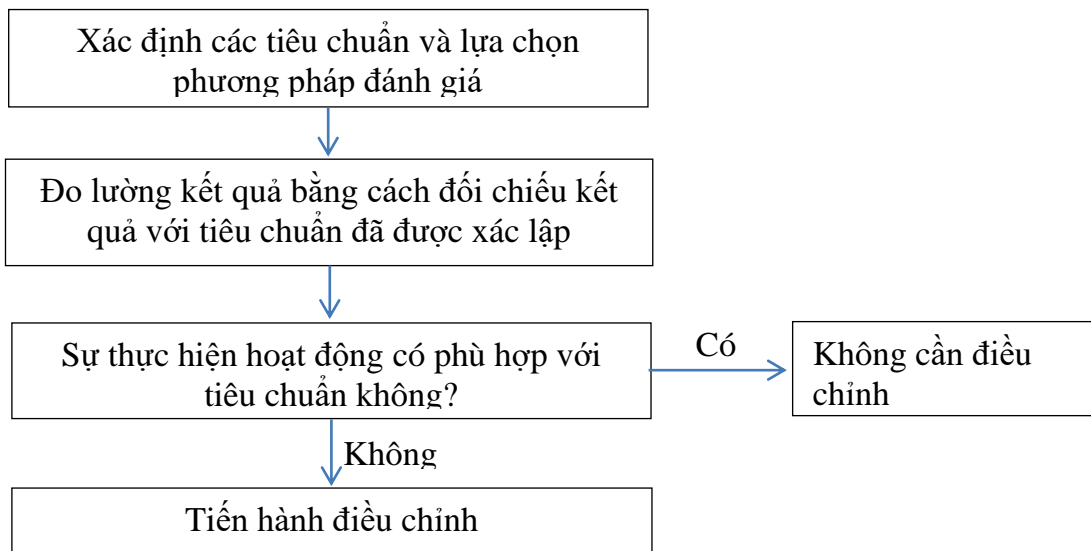 Xác định các tiêu chuẩn và lựa chọn
phương pháp đánh giá
Đo lường kết quả bằng cách đối chiếu kết
quả với tiêu chuẩn đã được xác lập
Sự thực hiện hoạt động có phù hợp với
tiêu chuẩn không?
Có
Không cần điều
chỉnh
Không
Tiến hành điều chỉnh